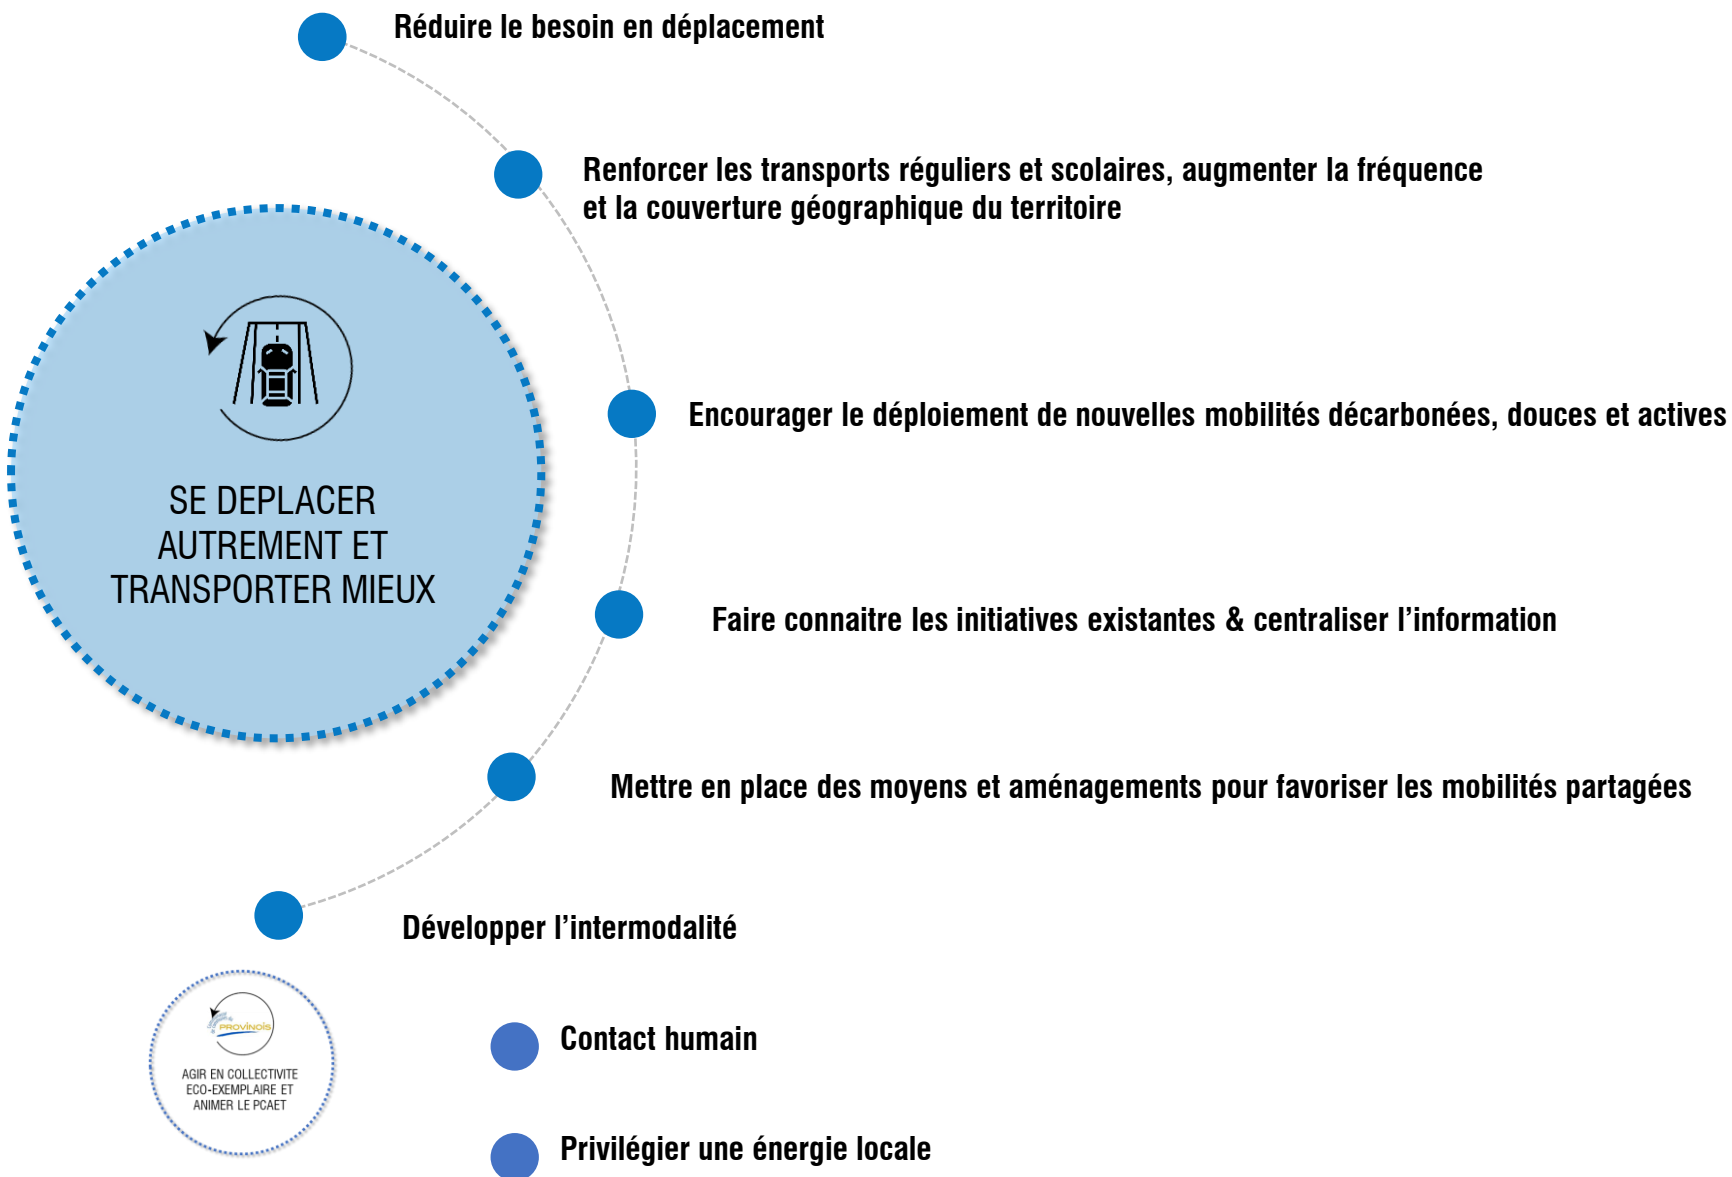 Réduire le besoin en déplacement
Renforcer les transports réguliers et scolaires, augmenter la fréquence
et la couverture géographique du territoire
Encourager le déploiement de nouvelles mobilités décarbonées, douces et actives
SE DEPLACER
AUTREMENT ET
TRANSPORTER MIEUX
Faire connaitre les initiatives existantes & centraliser l’information
Mettre en place des moyens et aménagements pour favoriser les mobilités partagées
Développer l’intermodalité
PROVINOIS
AGIR EN COLLECTIVITE
ECO-EXEMPLAIRE ET
ANIMER LE PCAET
Contact humain
Privilégier une énergie locale